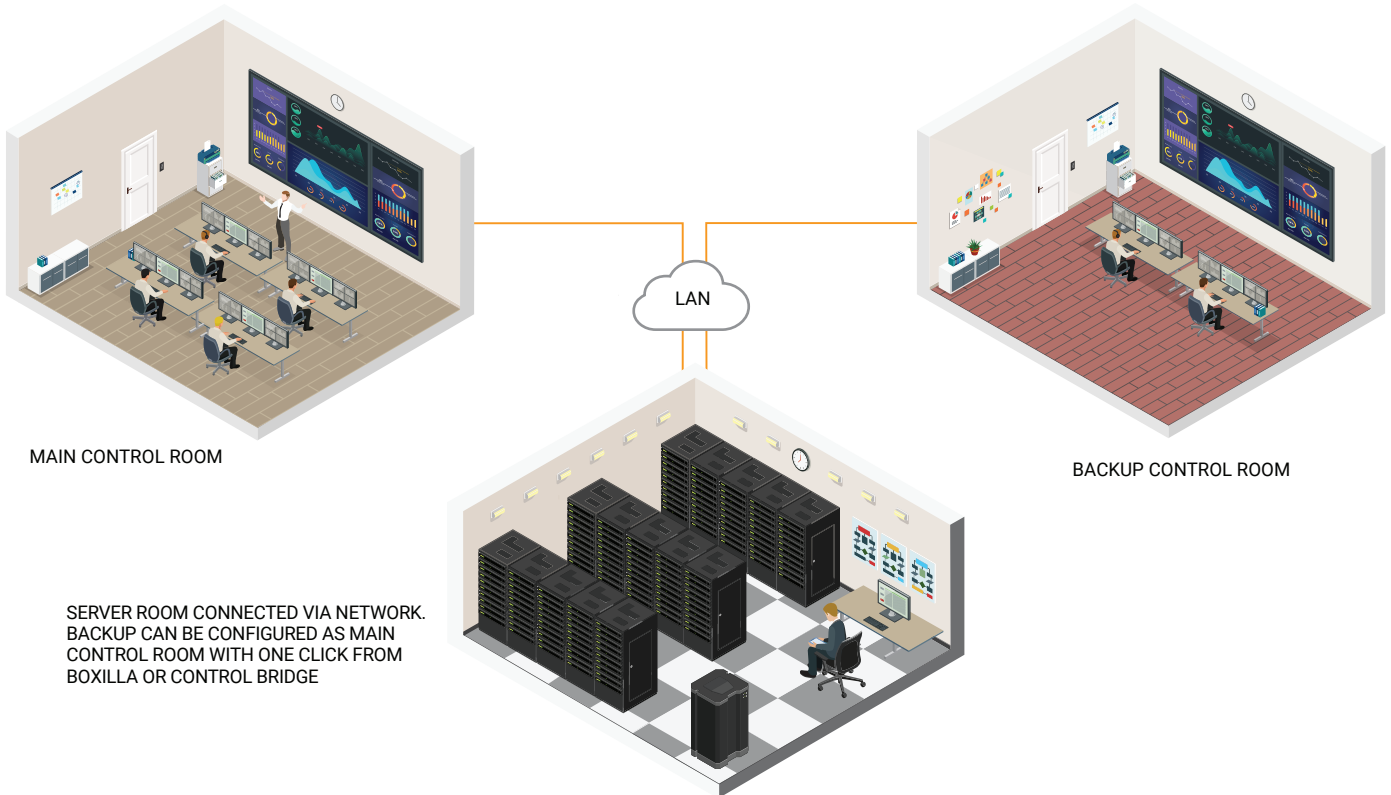 LAN
MAIN CONTROL ROOM
BACKUP CONTROL ROOM
SERVER ROOM CONNECTED VIA NETWORK.
BACKUP CAN BE CONFIGURED AS MAIN
CONTROL ROOM WITH ONE CLICK FROM
BOXILLA OR CONTROL BRIDGE